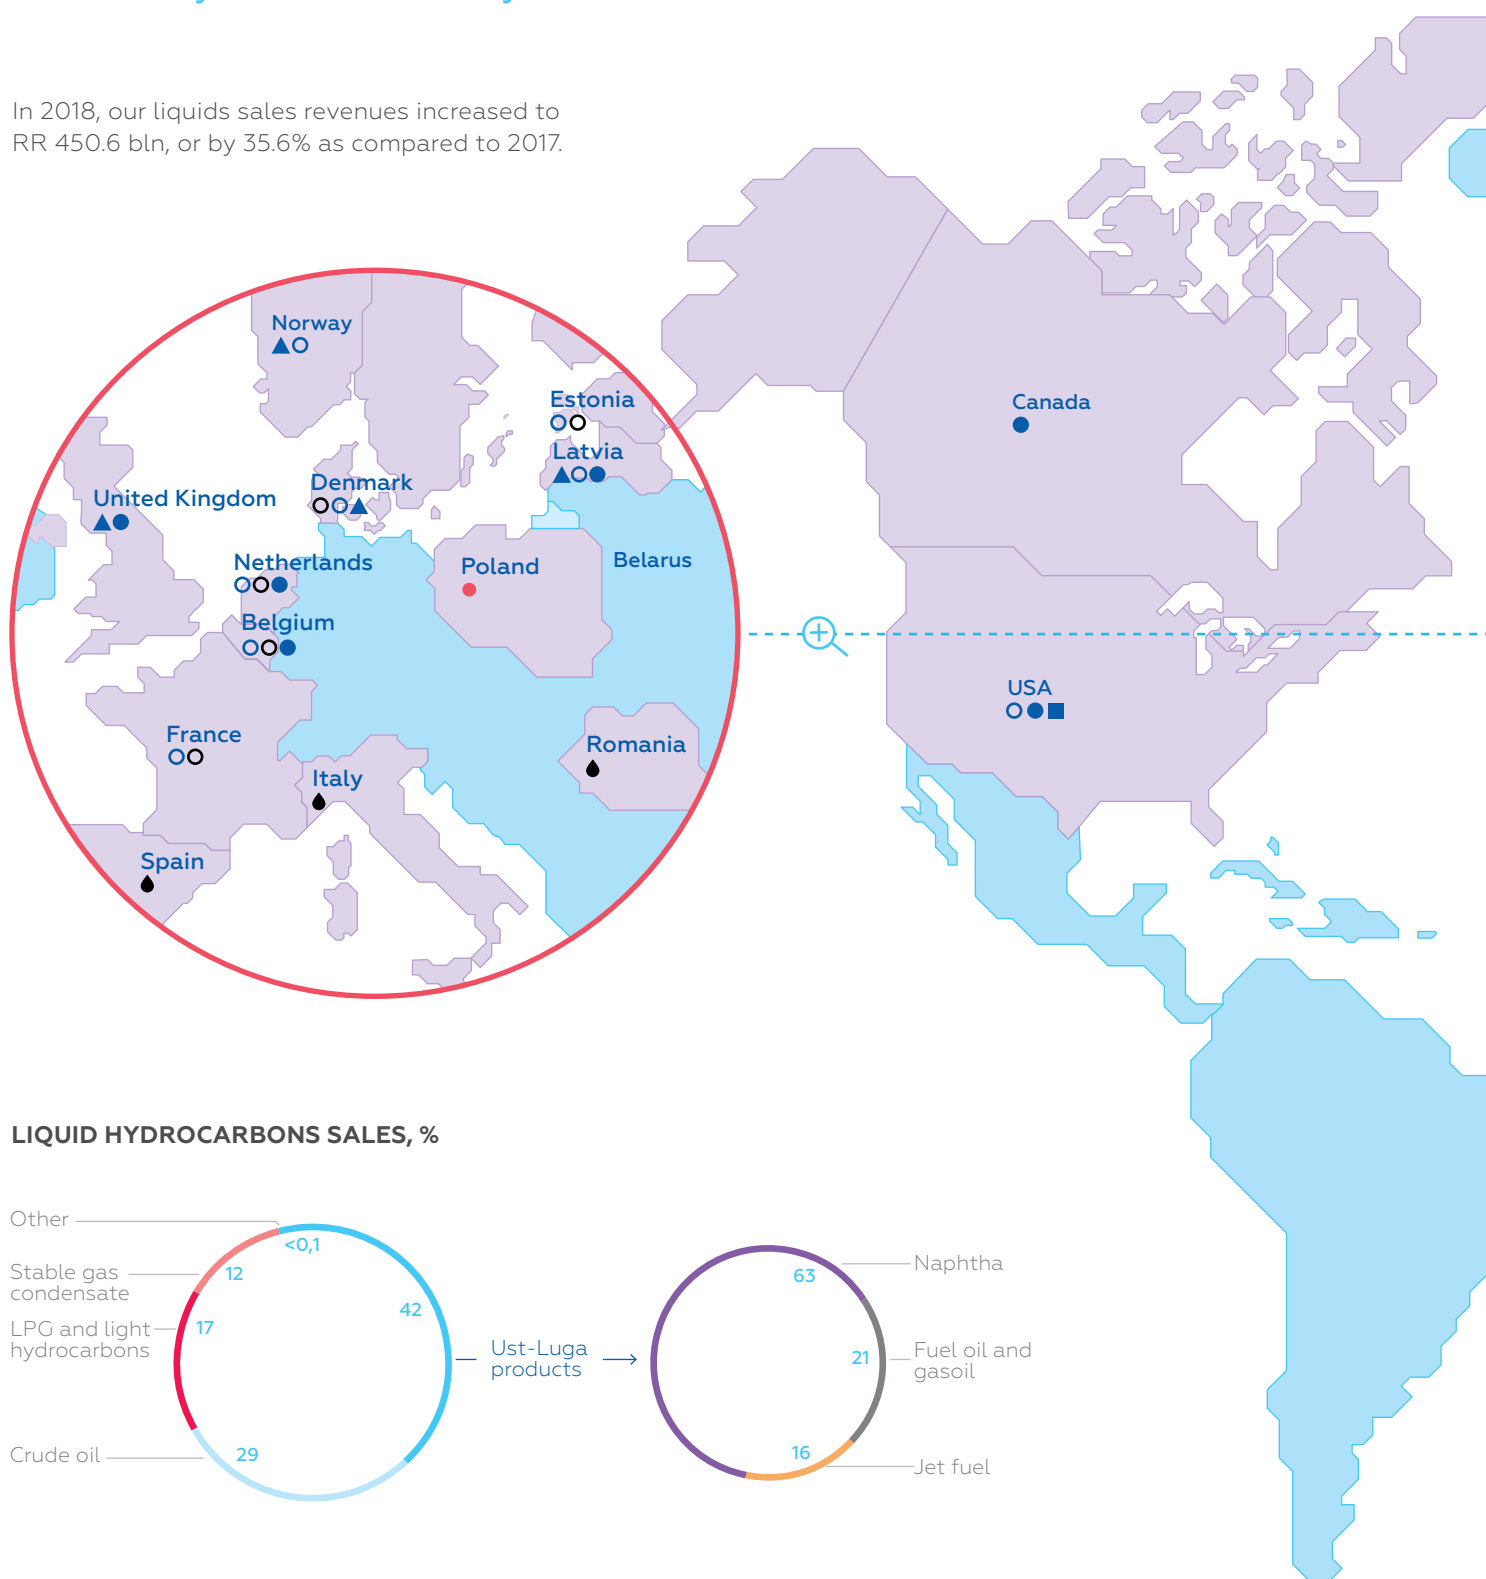 In 2018, our liquids sales revenues increased to
RR 450.6 bln, or by 35.6% as compared to 2017.
Norway
Estonia
Latvia
Denmark
United Kingdom
Netherlands
Poland
Belarus
Belgium
France
Italy
Romania
Spain
Canada
USA
LIQUID HYDROCARBONS SALES, %
Other
<0,1
Stable gas
condensate
12
LPG and light
hydrocarbons
17
42
Crude oil
29
Ust-Luga
products
63
Naphtha
21
Fuel oil and
gasoil
16
Jet fuel